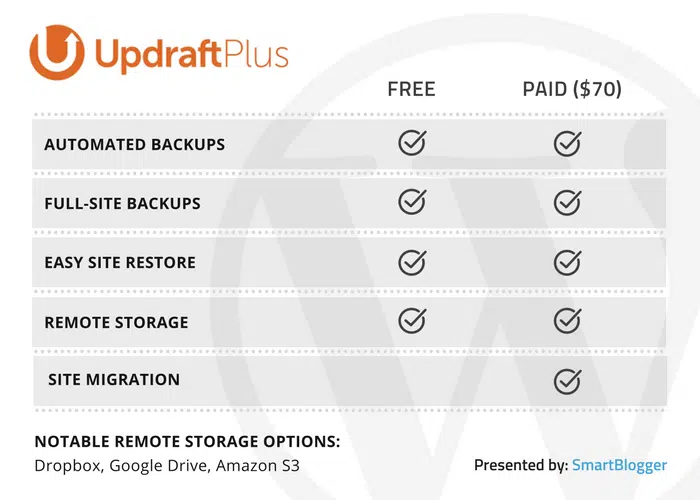 UpdraftPlus
FREE PAID ($70)
AUTOMATED BACKUPS
FULL-SITE BACKUPS
EASY SITE RESTORE
REMOTE STORAGE
SITE MIGRATION
NOTABLE REMOTE STORAGE OPTIONS:
Dropbox, Google Drive, Amazon S3
Presented by: SmartBlogger